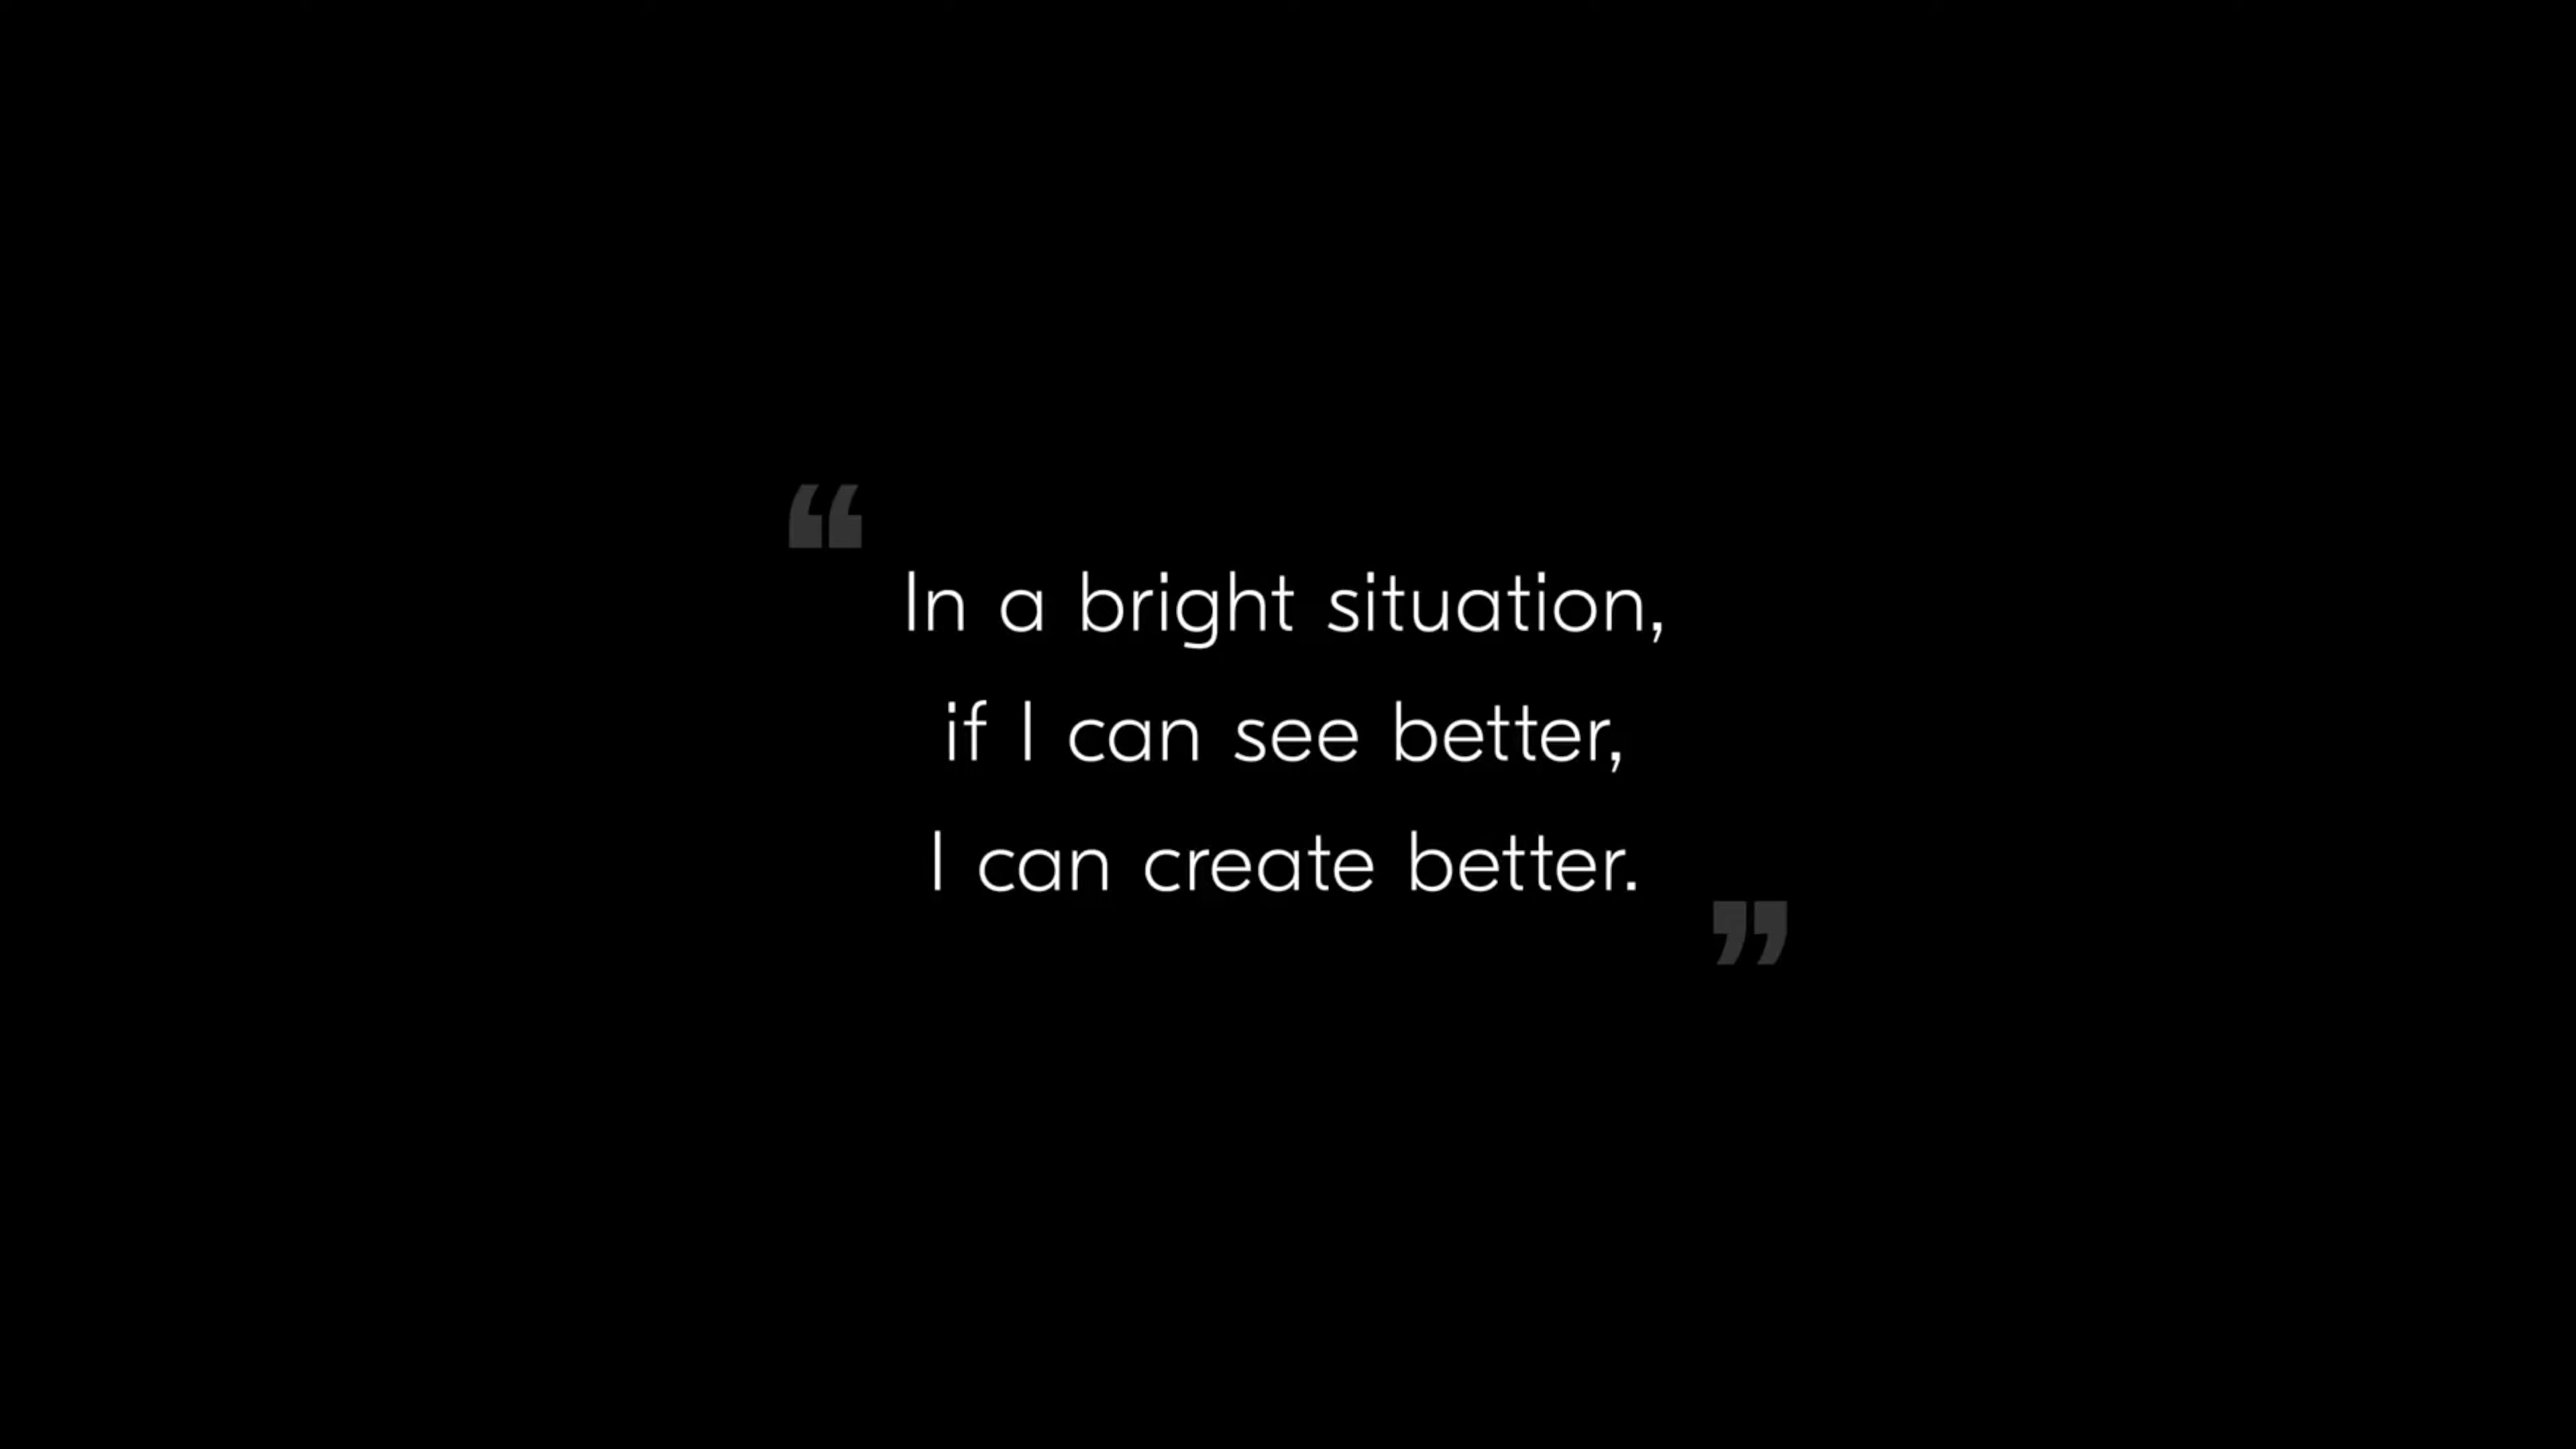 “
In a bright situation,
if I can see better,
I can create better.
”